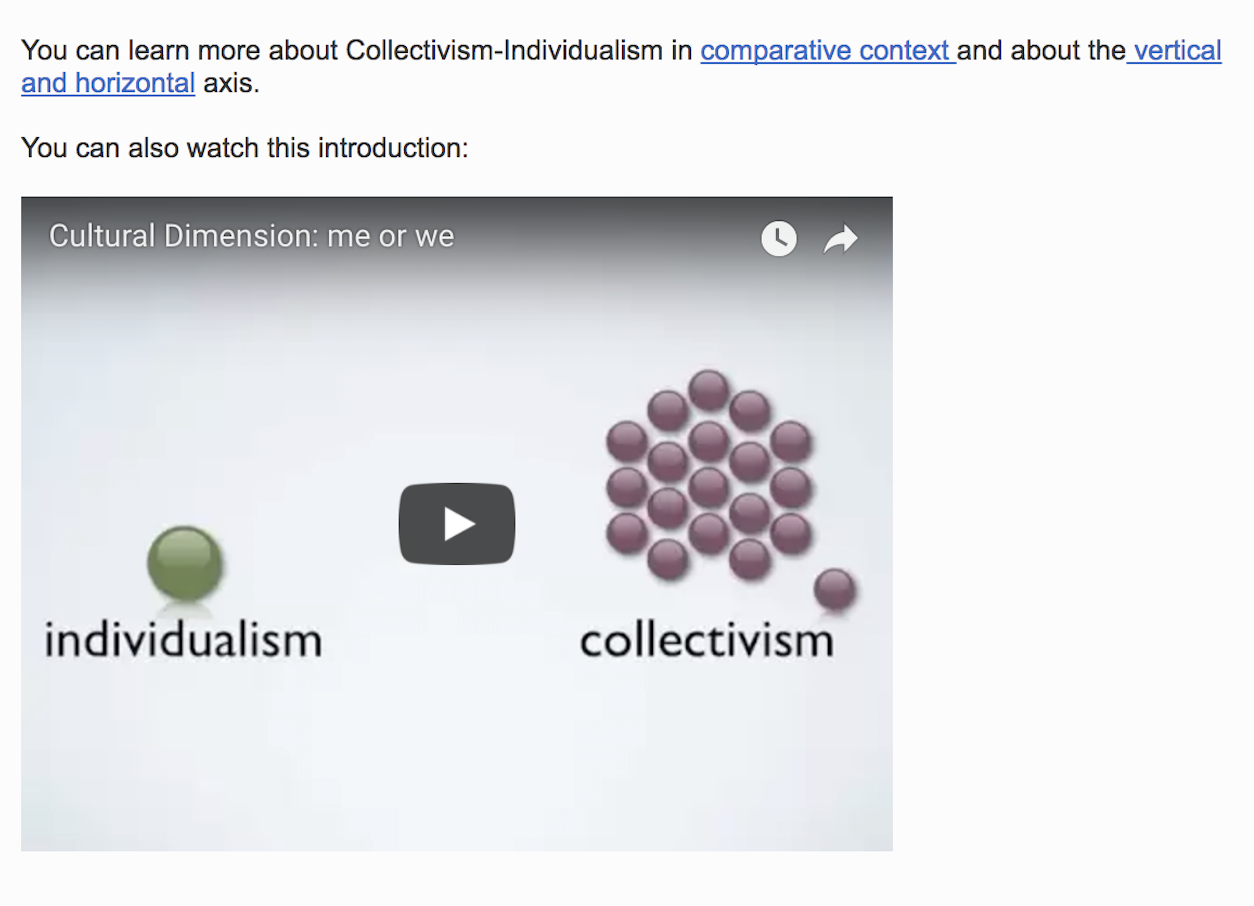 You can learn more about Collectivism-Individualism in comparative context and about the vertical
and horizontal axis.
You can also watch this introduction:
Cultural Dimension: me or we
individualism
collectivism